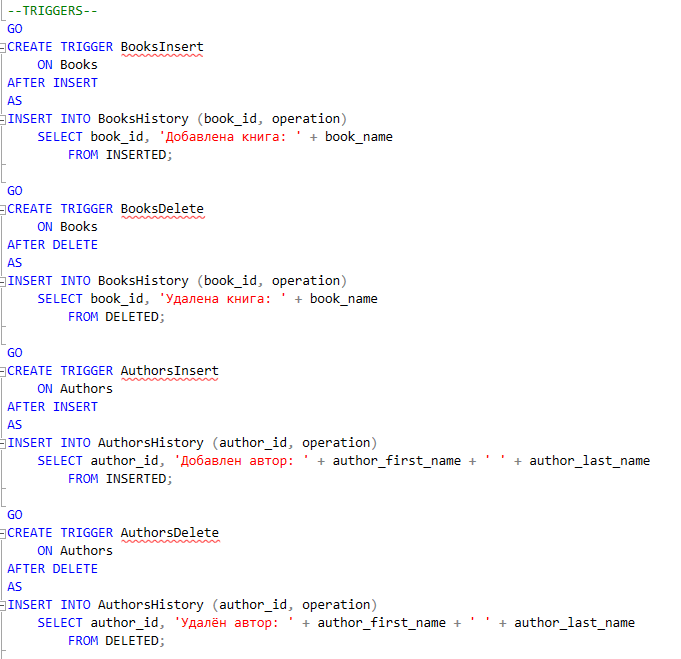 --TRIGGERS--
GO
CREATE TRIGGER BooksInsert
ON Books
AFTER INSERT
AS
INSERT INTO BooksHistory (book_id, operation)
SELECT book_id, 'Добавлена книга: ' + book_name
FROM INSERTED;
GO
CREATE TRIGGER BooksDelete
ON Books
AFTER DELETE
AS
INSERT INTO BooksHistory (book_id, operation)
SELECT book_id, 'Удалена книга: ' + book_name
FROM DELETED;
GO
CREATE TRIGGER AuthorsInsert
ON Authors
AFTER INSERT
AS
INSERT INTO AuthorsHistory (author_id, operation)
SELECT author_id, 'Добавлен автор: ' + author_first_name + ' ' + author_last_name
FROM INSERTED;
GO
CREATE TRIGGER AuthorsDelete
ON Authors
AFTER DELETE
AS
INSERT INTO AuthorsHistory (author_id, operation)
SELECT author_id, 'Удалён автор: ' + author_first_name + ' ' + author_last_name
FROM DELETED;